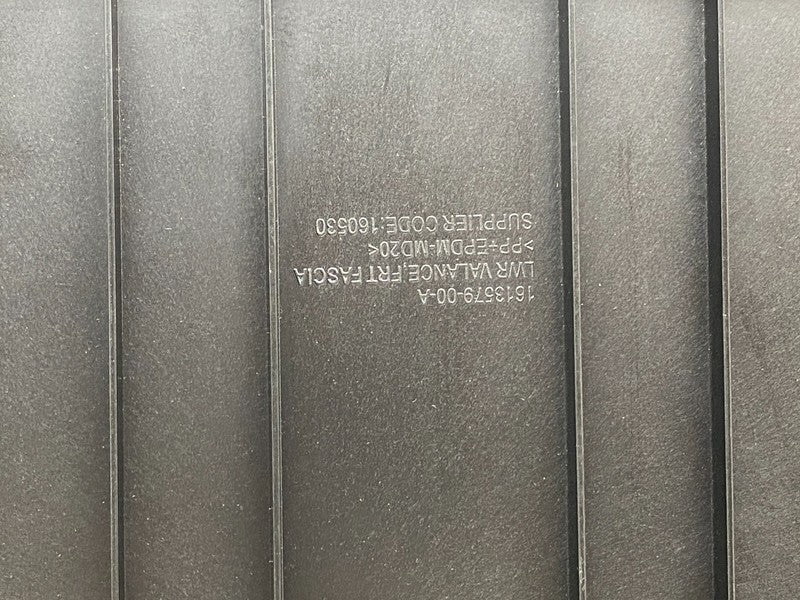 1613579-00-A
LWR VALANCE,FRT FASCIA
>PP+EPDM-MD20<
SUPPLIER CODE:160530